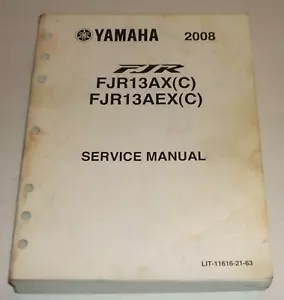 YAMAHA 2008
FJR
FJR13AX(C)
FJR13AEX(C)
SERVICE MANUAL
LIT-11616-21-63